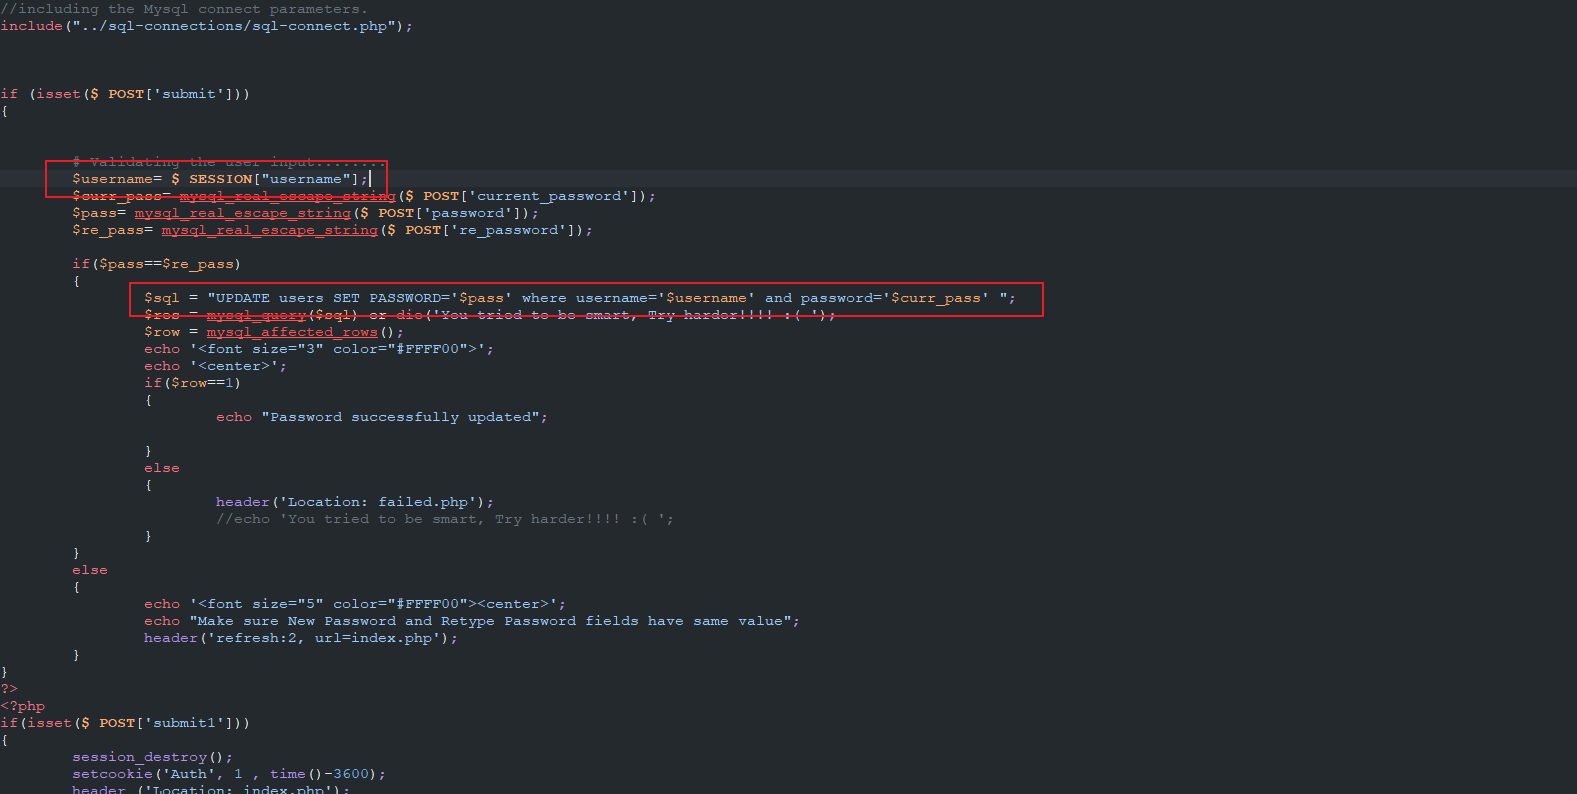 //including the Mysql connect parameters.
include("../sql-connections/sql-connect.php");
if (isset($_POST['submit']))
{
# Validating the user input........
$username= $_SESSION["username"];
$curr_pass= mysql_real_escape_string($_POST['current_password']);
$pass= mysql_real_escape_string($_POST['password']);
$re_pass= mysql_real_escape_string($_POST['re_password']);
if($pass==$re_pass)
{
$sql = "UPDATE users SET PASSWORD='$pass' where username='$username' and password='$curr_pass' ";
$res = mysql_query($sql) or die('You tried to be smart, Try harder!!!! :( ');
$row = mysql_affected_rows();
echo '<font size="3" color="#FFFF00">';
echo '<center>';
if($row==1)
{
echo "Password successfully updated";
}
else
{
header('Location: failed.php');
//echo 'You tried to be smart, Try harder!!!! :( ';
}
}
else
{
echo '<font size="5" color="#FFFF00"><center>';
echo "Make sure New Password and Retype Password fields have same value";
header('refresh:2, url=index.php');
}
}
?>
<?php
if(isset($_POST['submit1']))
{
session_destroy();
setcookie('Auth', 1 , time()-3600);
header ('Location: index.php');